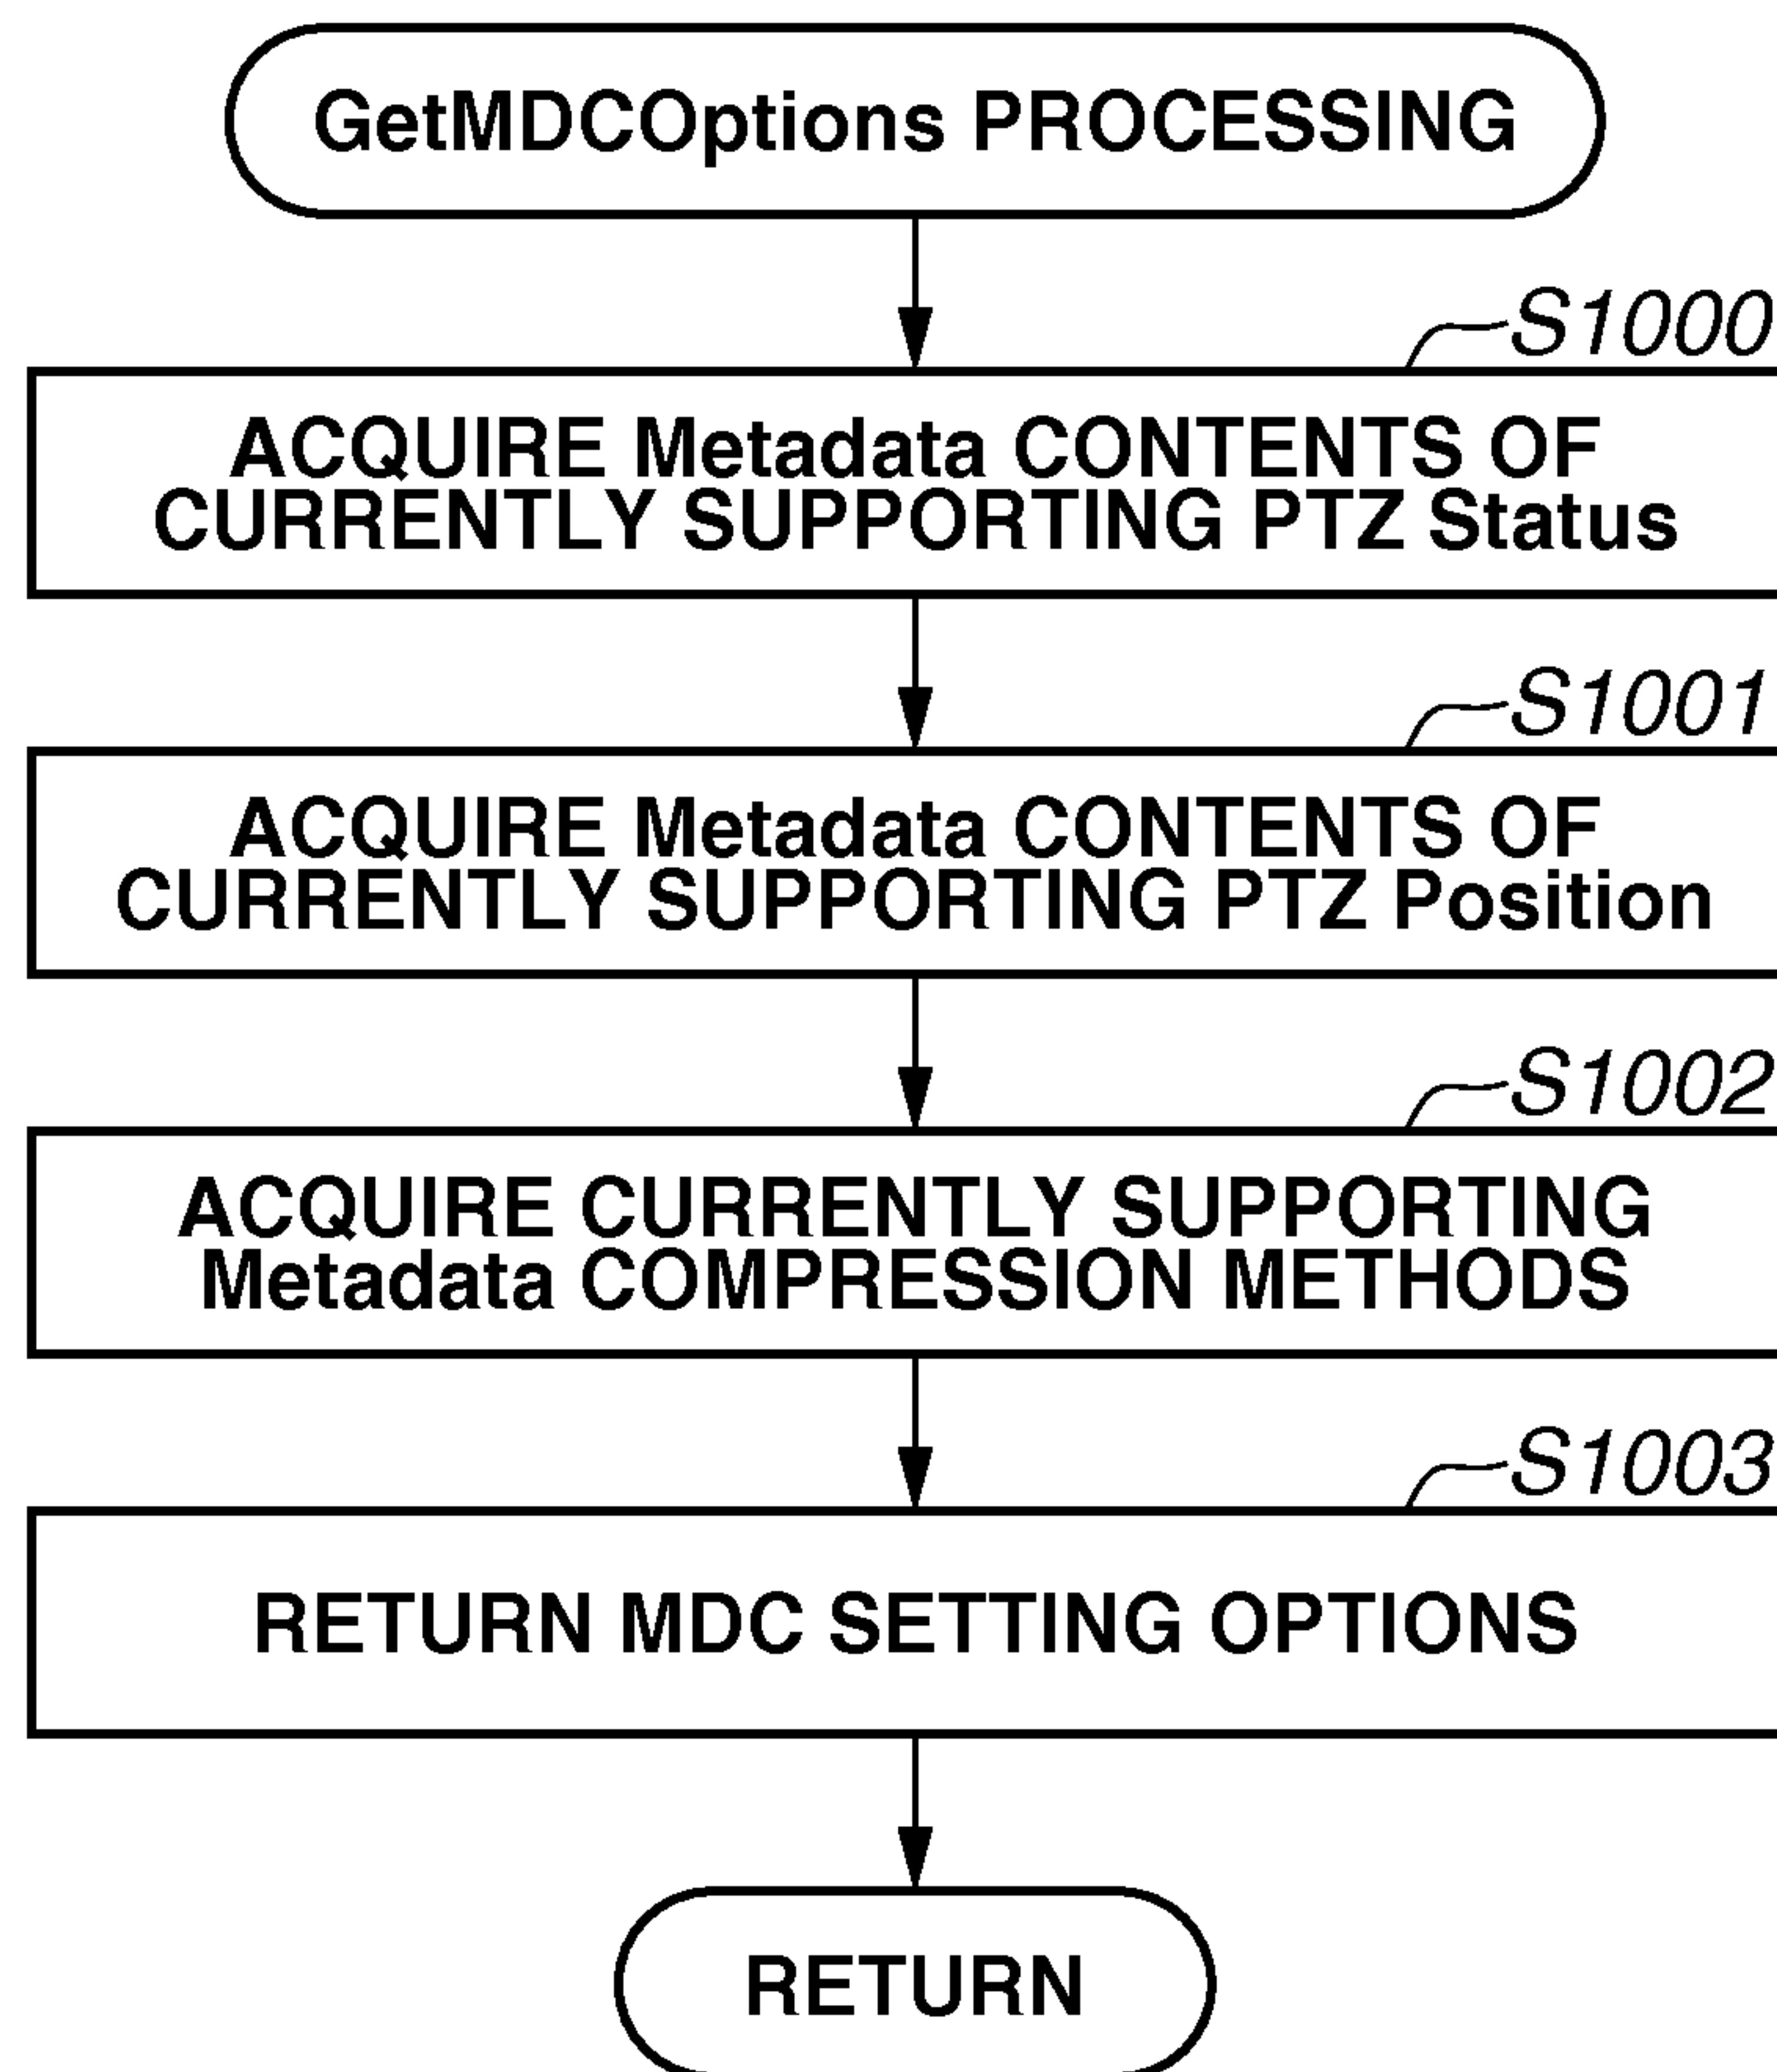 GetMDCOptions PROCESSING
S1000
ACQUIRE Metadata CONTENTS OF
CURRENTLY SUPPORTING PTZ Status
S1001
ACQUIRE Metadata CONTENTS OF
CURRENTLY SUPPORTING PTZ Position
S1002
ACQUIRE CURRENTLY SUPPORTING
Metadata COMPRESSION METHODS
S1003
RETURN MDC SETTING OPTIONS
RETURN